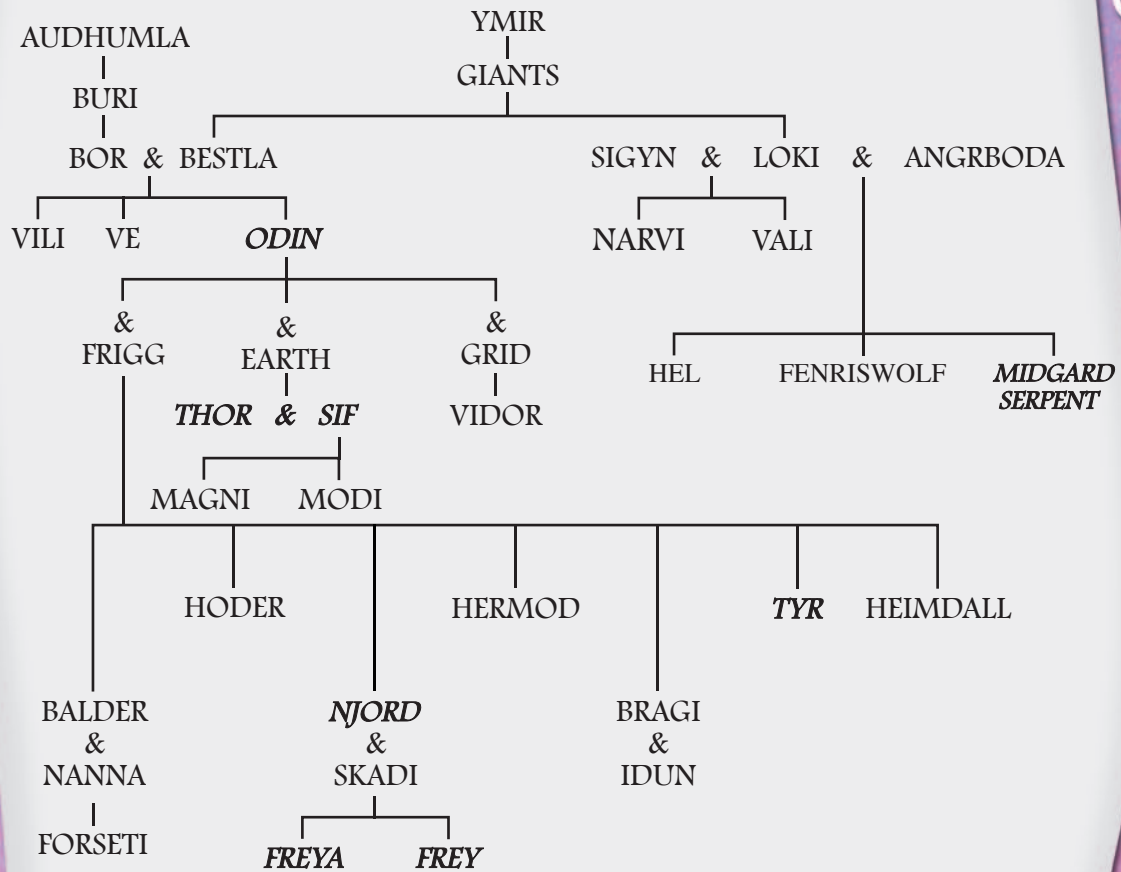 YMIR
AUDHUMLA
GIANTS
BURI
BOR & BESTLA
SIGYN & LOKI & ANGRBODA
VILI VE ODIN
NARVI VALI
& & &
FRIGG EARTH GRID
HEL FENRISWOLF MIDGARD
SERPENT
THOR & SIF VIDOR
MAGNI MODI
HODER HERMOD TYR HEIMDALL
BALDER NJORD BRAGI
& & &
NANNA SKADI IDUN
FORSETI
FREYA FREY